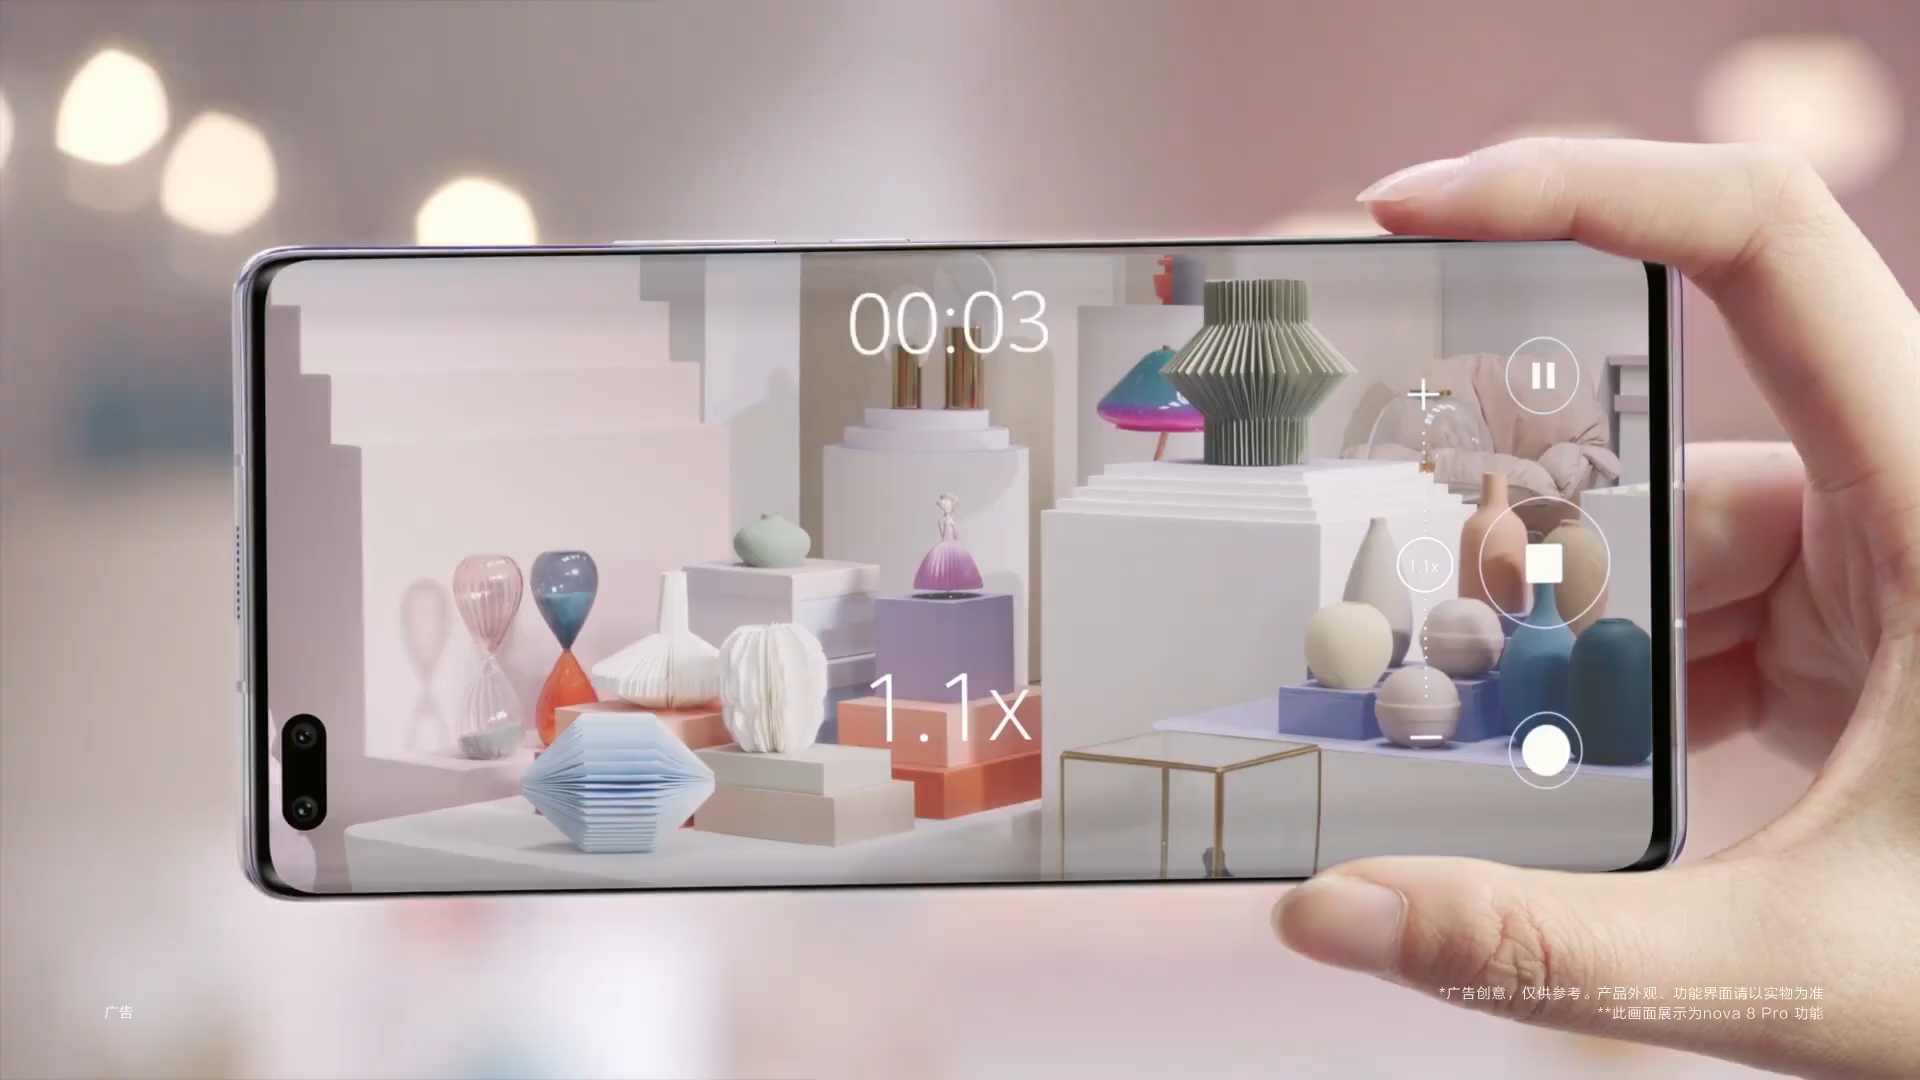 00:03
1.1x
1.1x
广告
*广告创意，仅供参考。产品外观、功能界面请以实物为准
**此画面展示为nova 8 Pro 功能